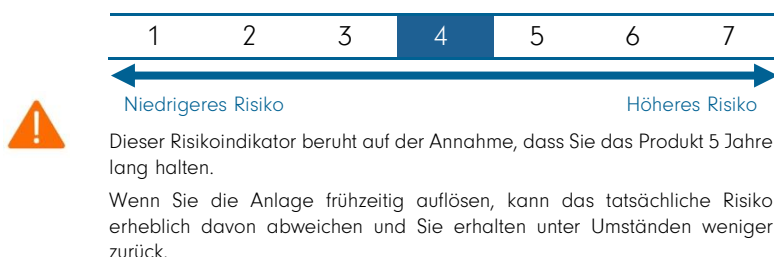 1 2 3 4 5 6 7
Niedrigeres Risiko Höheres Risiko
Dieser Risikoindikator beruht auf der Annahme, dass Sie das Produkt 5 Jahre
lang halten.
Wenn Sie die Anlage frühzeitig auflösen, kann das tatsächliche Risiko
erheblich davon abweichen und Sie erhalten unter Umständen weniger
zurück.